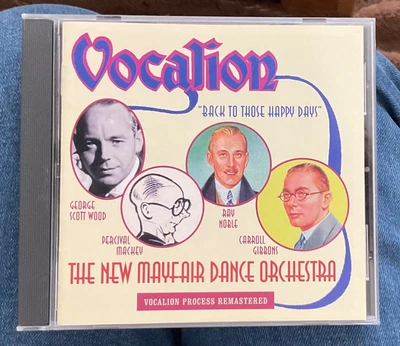 Vocalion
"BACK TO THOSE HAPPY DAYS"
GEORGE
SCOTT WOOD
PERCIVAL
MACKEY
RAY
NOBLE
CARROLL
GIBBONS
THE NEW MAYFAIR DANCE ORCHESTRA
VOCALION PROCESS REMASTERED